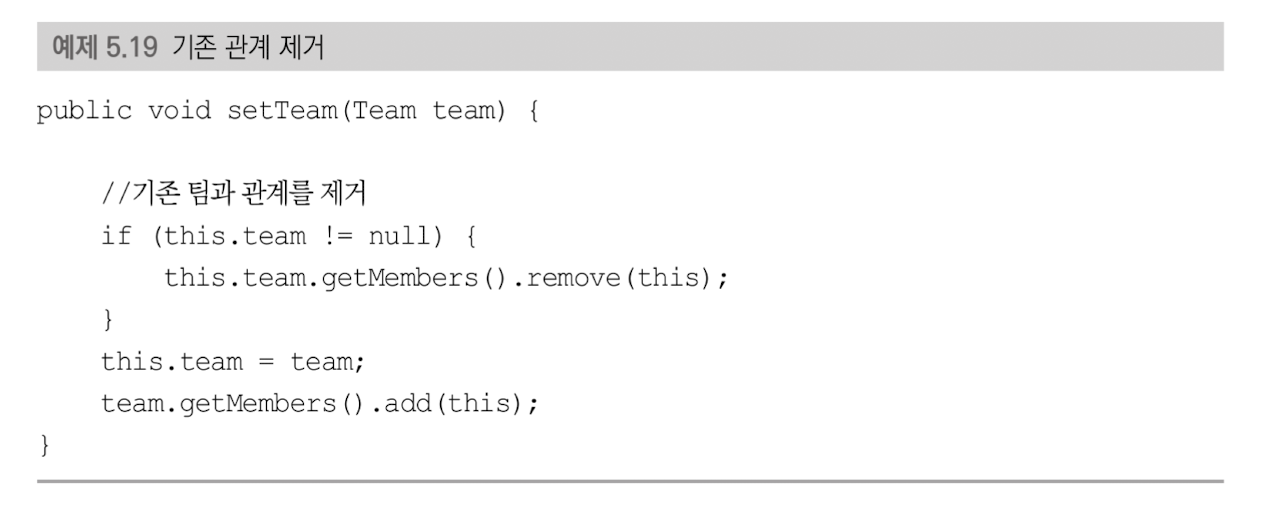 예제 5.19 기존 관계 제거
public void setTeam(Team team) {
//기존 팀과 관계를 제거
if (this.team != null) {
this.team.getMembers().remove(this);
}
this.team = team;
team.getMembers().add(this);
}